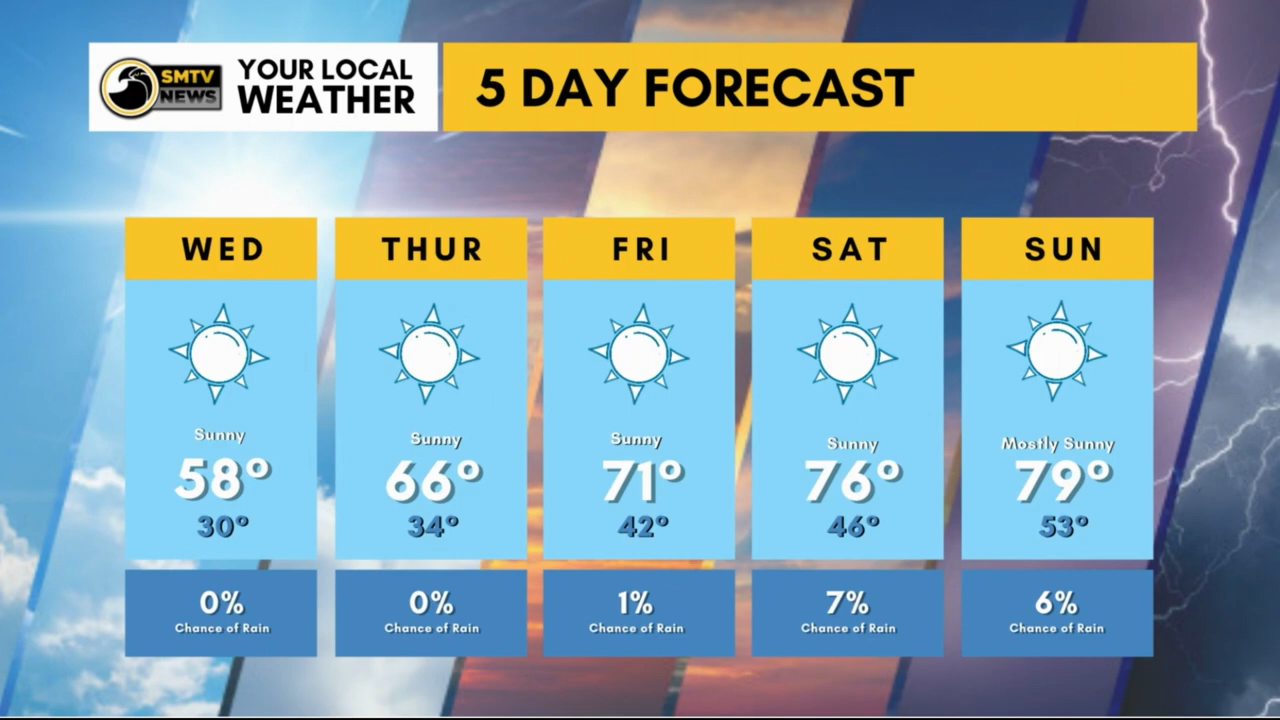 SMTV
NEWS
YOUR LOCAL
WEATHER
5 DAY FORECAST
WED
Sunny
58°
30°
0%
Chance of Rain
THUR
Sunny
66°
34°
0%
Chance of Rain
FRI
Sunny
71°
42°
1%
Chance of Rain
SAT
Sunny
76°
46°
7%
Chance of Rain
SUN
Mostly Sunny
79°
53°
6%
Chance of Rain